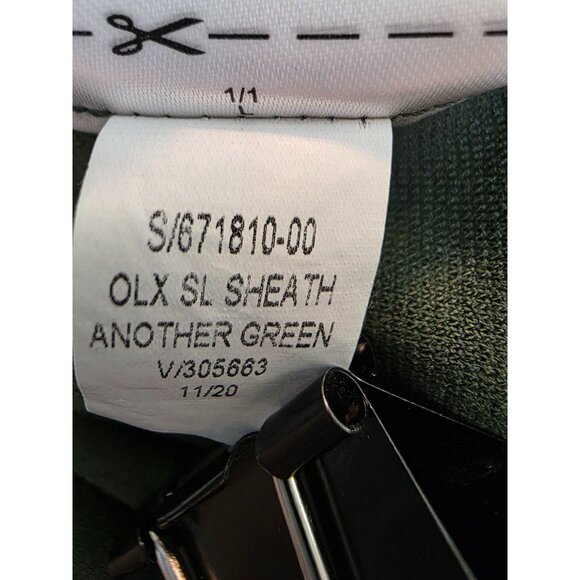 1/1
L
S/671810-00
OLX SL SHEATH
ANOTHER GREEN
V/305663
11/20